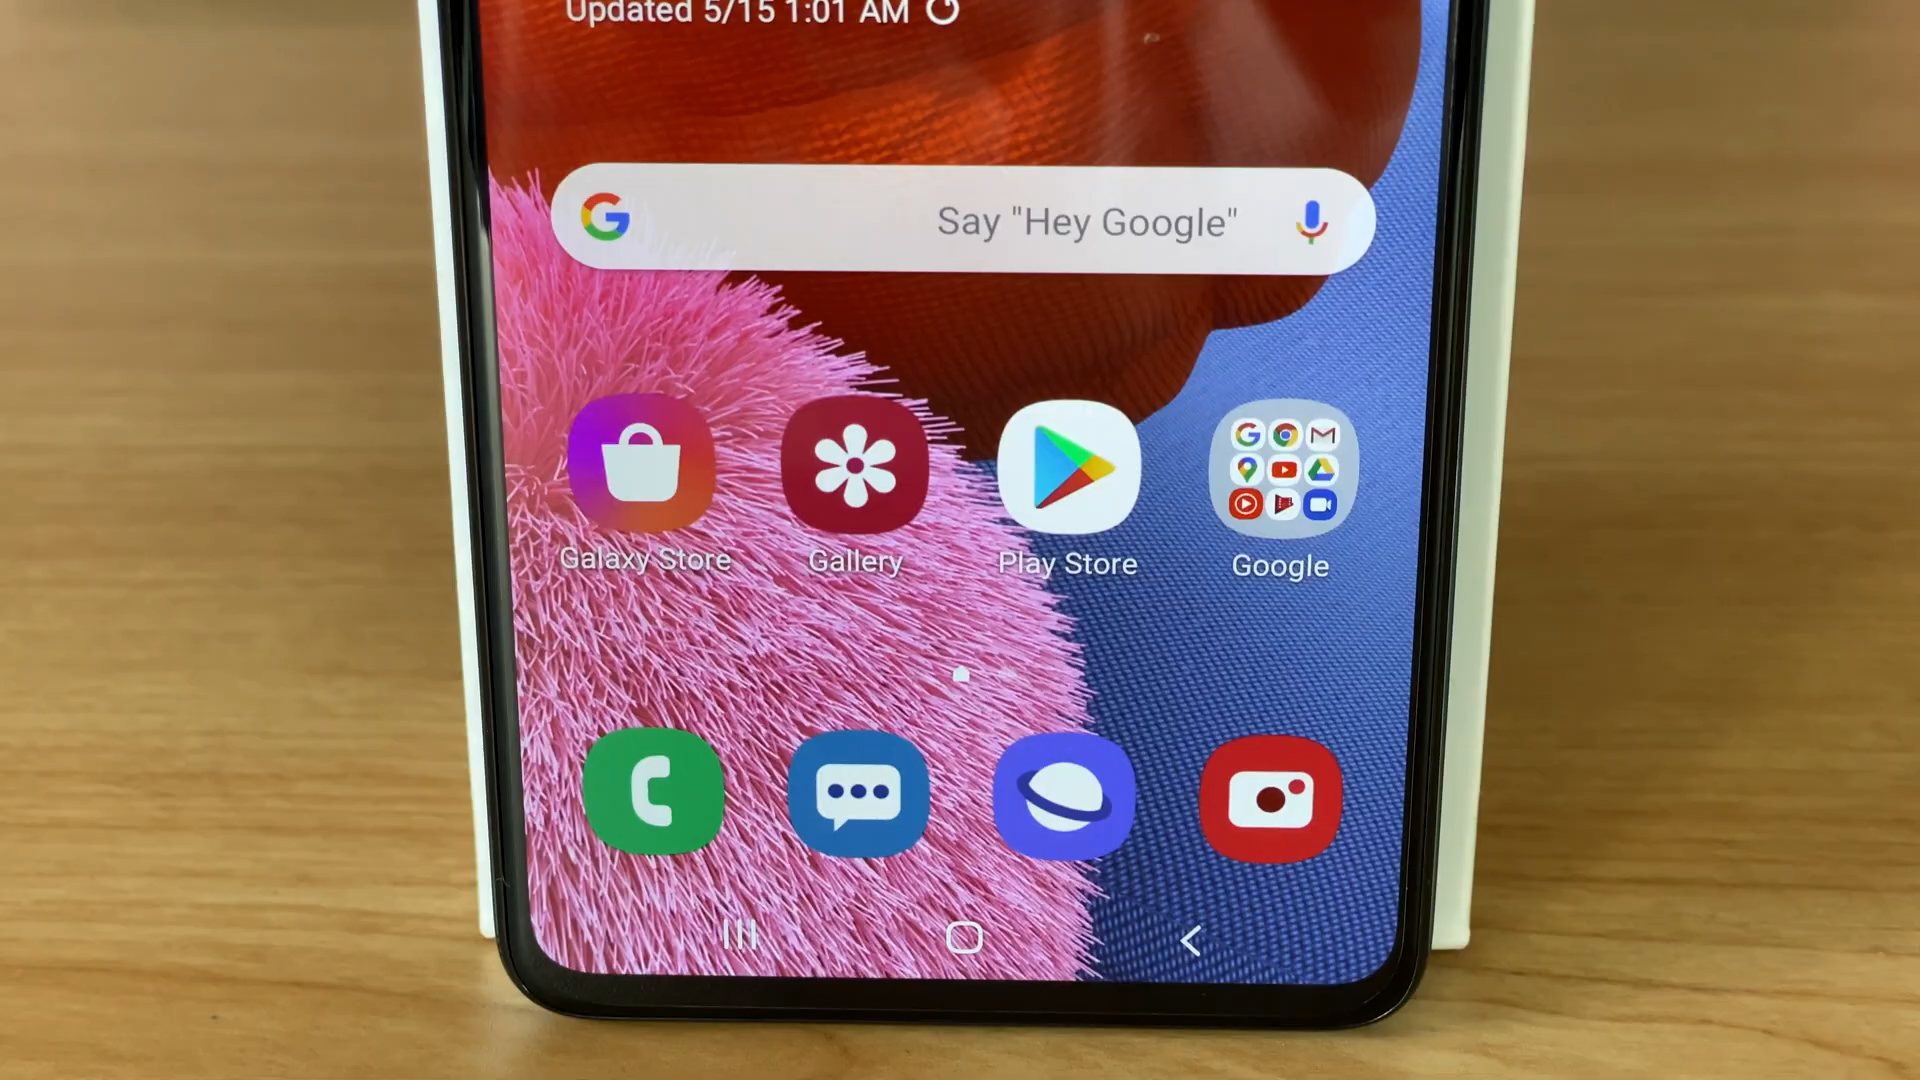 Updated 5/15 1:01 AM
Say "Hey Google"
Galaxy Store
Gallery
Play Store
Google